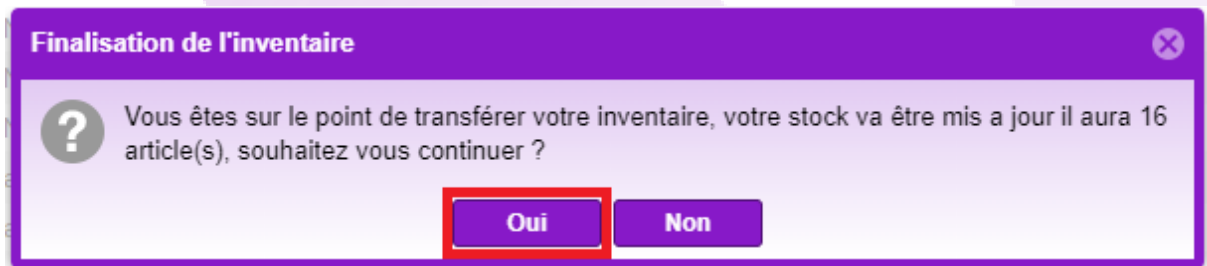 Finalisation de l'inventaire
Vous êtes sur le point de transférer votre inventaire, votre stock va être mis a jour il aura 16
article(s), souhaitez vous continuer ?
Oui
Non